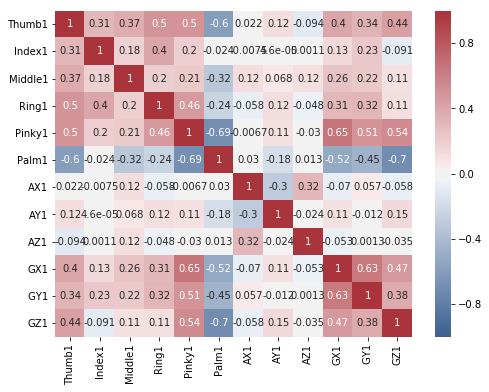 Thumb1 1 0.31 0.37 0.5 0.5 -0.6 0.022 0.12 -0.094 0.4 0.34 0.44
Index1 0.31 1 0.18 0.4 0.2 -0.024 -0.0075 4.6e-05 0.0011 0.13 0.23 -0.091
Middle1 0.37 0.18 1 0.2 0.21 -0.32 0.12 0.068 0.12 0.26 0.22 0.11
Ring1 0.5 0.4 0.2 1 0.46 -0.24 -0.058 0.12 -0.048 0.31 0.32 0.11
Pinky1 0.5 0.2 0.21 0.46 1 -0.69 -0.0067 0.11 -0.03 0.65 0.51 0.54
Palm1 -0.6 -0.024 -0.32 -0.24 -0.69 1 0.03 -0.18 0.013 -0.52 -0.45 -0.7
AX1 -0.022 -0.0075 0.12 -0.058 -0.0067 0.03 1 -0.3 0.32 -0.07 0.057 -0.058
AY1 0.12 4.6e-05 0.068 0.12 0.11 -0.18 -0.3 1 -0.024 0.11 -0.012 0.15
AZ1 -0.094 0.0011 0.12 -0.048 -0.03 0.013 0.32 -0.024 1 -0.053 0.0013 -0.035
GX1 0.4 0.13 0.26 0.31 0.65 -0.52 -0.07 0.11 -0.053 1 0.63 0.47
GY1 0.34 0.23 0.22 0.32 0.51 -0.45 0.057 -0.012 0.0013 0.63 1 0.38
GZ1 0.44 -0.091 0.11 0.11 0.54 -0.7 -0.058 0.15 -0.035 0.47 0.38 1
Thumb1 Index1 Middle1 Ring1 Pinky1 Palm1 AX1 AY1 AZ1 GX1 GY1 GZ1
0.8
0.4
0.0
-0.4
-0.8